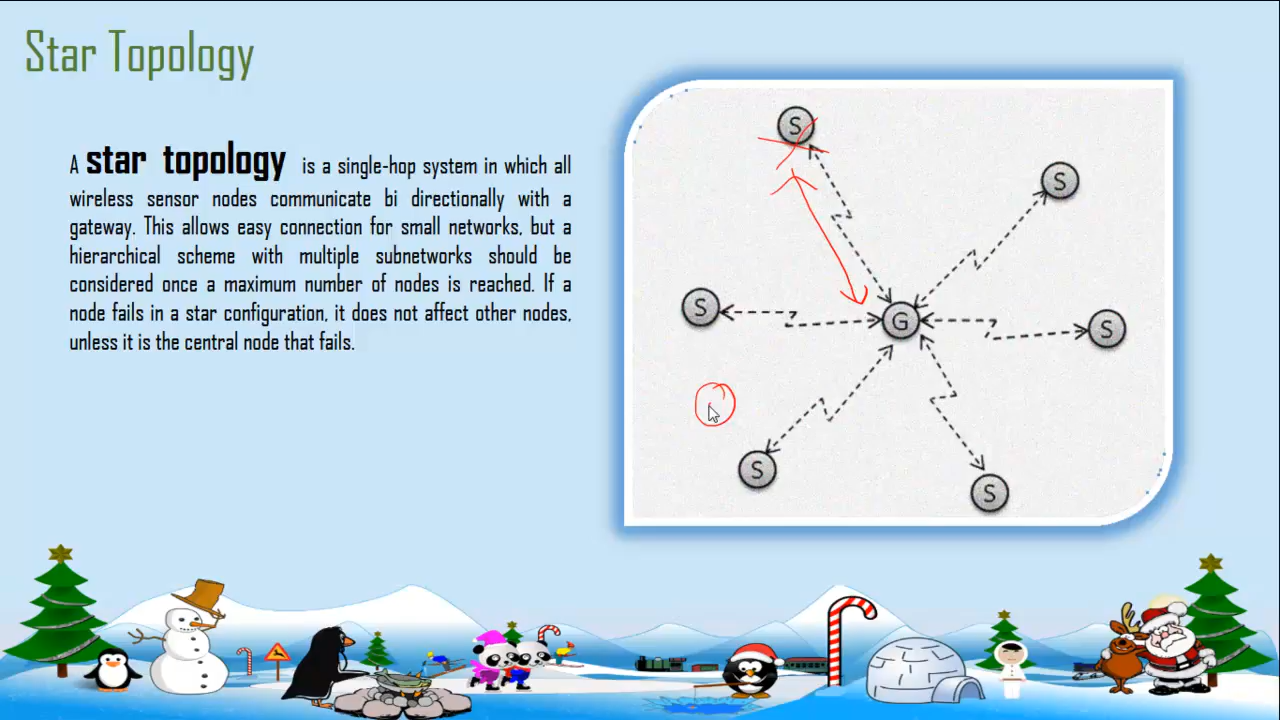 Star Topology
A star topology is a single-hop system in which all
wireless sensor nodes communicate bi directionally with a
gateway. This allows easy connection for small networks, but a
hierarchical scheme with multiple subnetworks should be
considered once a maximum number of nodes is reached. If a
node fails in a star configuration, it does not affect other nodes,
unless it is the central node that fails.
S
S
S
G
S
S
S